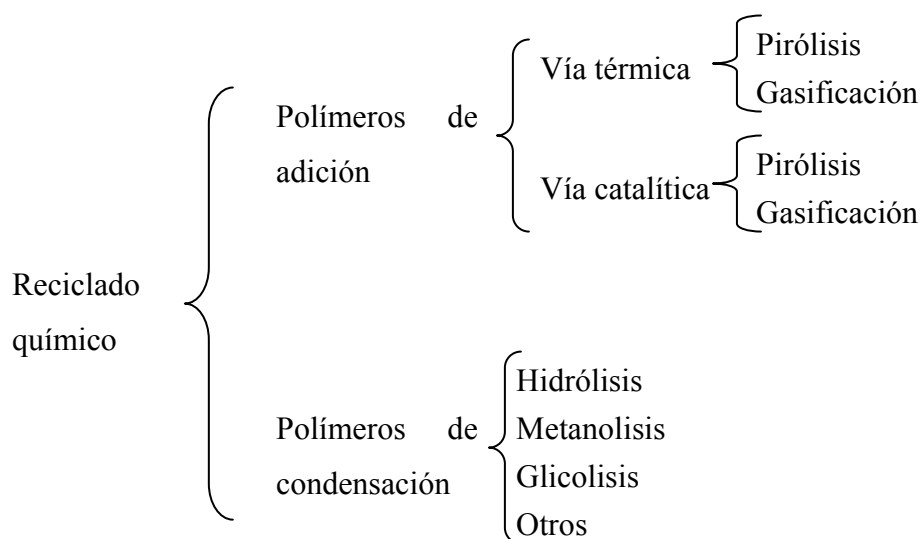 Reciclado
químico
Polímeros de
adición
Vía térmica
Pirólisis
Gasificación
Vía catalítica
Pirólisis
Gasificación
Polímeros de
condensación
Hidrólisis
Metanolisis
Glicolisis
Otros